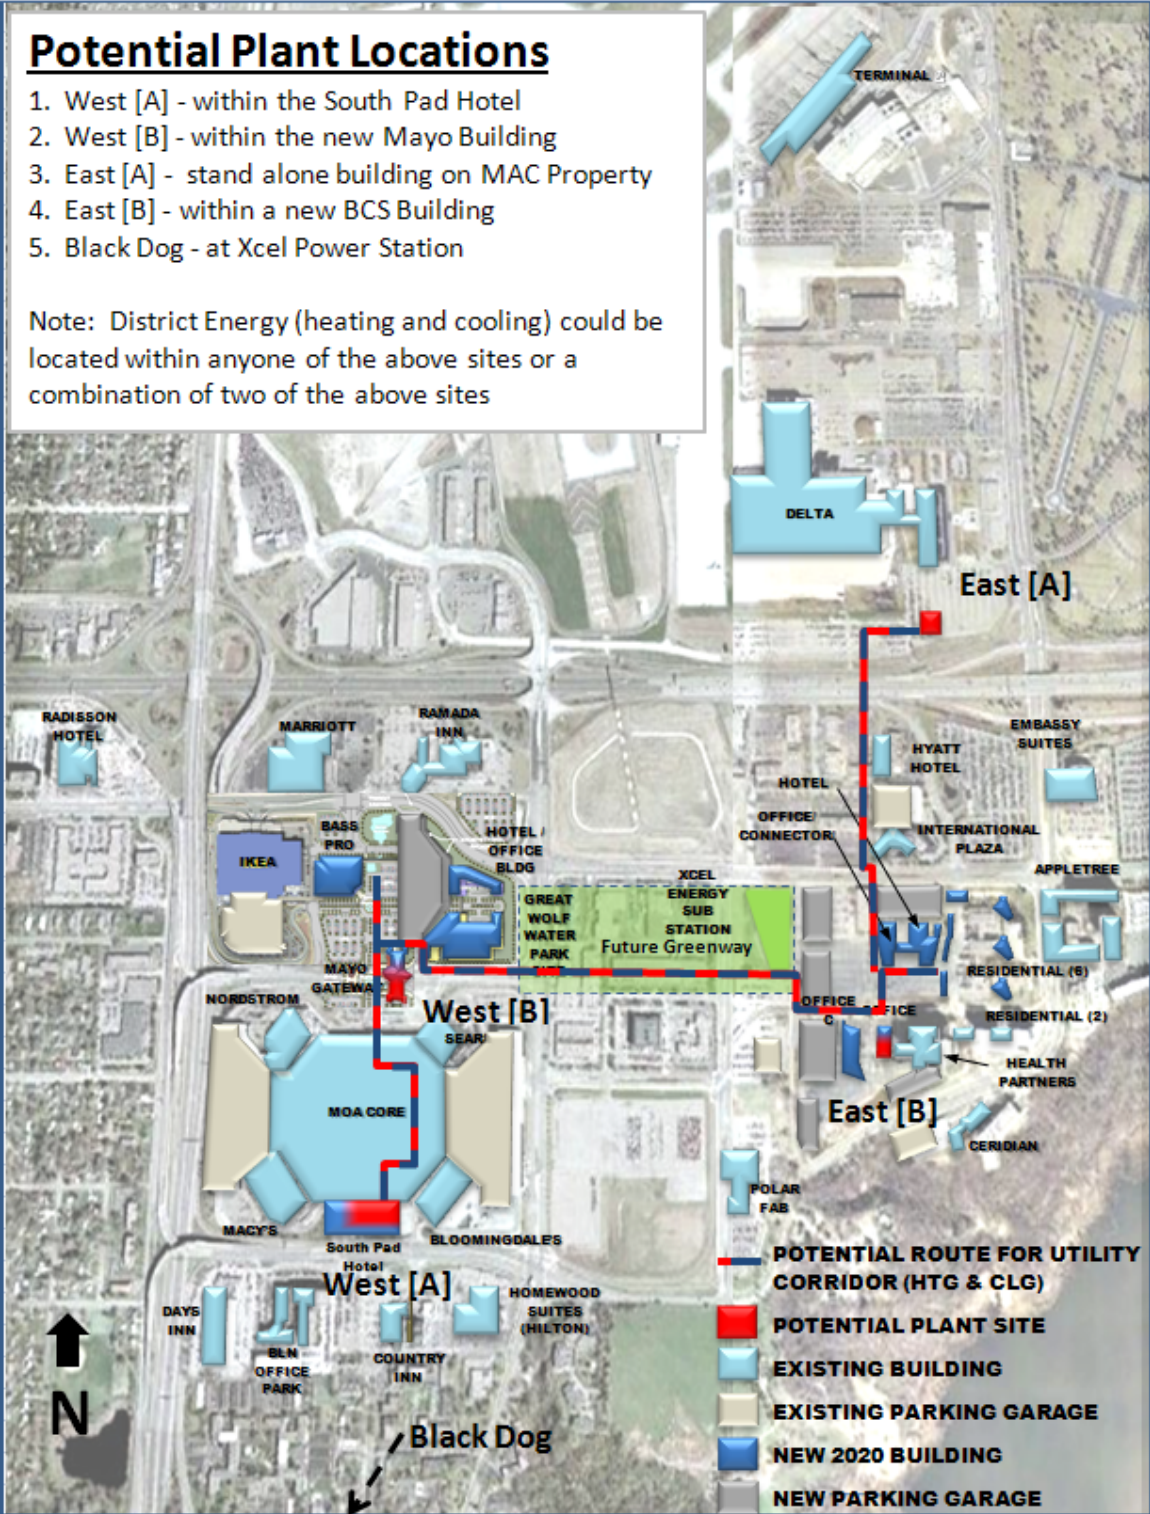 Potential Plant Locations
1. West [A] - within the South Pad Hotel
2. West [B] - within the new Mayo Building
3. East [A] - stand alone building on MAC Property
4. East [B] - within a new BCS Building
5. Black Dog - at Xcel Power Station
Note: District Energy (heating and cooling) could be
located within anyone of the above sites or a
combination of two of the above sites
TERMINAL
DELTA
East [A]
RADISSON
HOTEL
MARRIOTT
RAMADA
INN
EMBASSY
SUITES
HYATT
HOTEL
HOTEL
OFFICE/
CONNECTOR
INTERNATIONAL
PLAZA
APPLETREE
IKEA
BASS
PRO
HOTEL /
OFFICE
BLDG
GREAT
WOLF
WATER
PARK
XCEL
ENERGY
SUB
STATION
Future Greenway
MAYO
GATEWAY
West [B]
RESIDENTIAL (6)
RESIDENTIAL (2)
OFFICE
C
OFFICE
HEALTH
PARTNERS
East [B]
CERIDIAN
NORDSTROM
SEARS
MOA CORE
MACY'S
BLOOMINGDALE'S
South Pad
Hotel
West [A]
POLAR
FAB
DAYS
INN
BLN
OFFICE
PARK
COUNTRY
INN
HOMEWOOD
SUITES
(HILTON)
Black Dog
N
POTENTIAL ROUTE FOR UTILITY
CORRIDOR (HTG & CLG)
POTENTIAL PLANT SITE
EXISTING BUILDING
EXISTING PARKING GARAGE
NEW 2020 BUILDING
NEW PARKING GARAGE